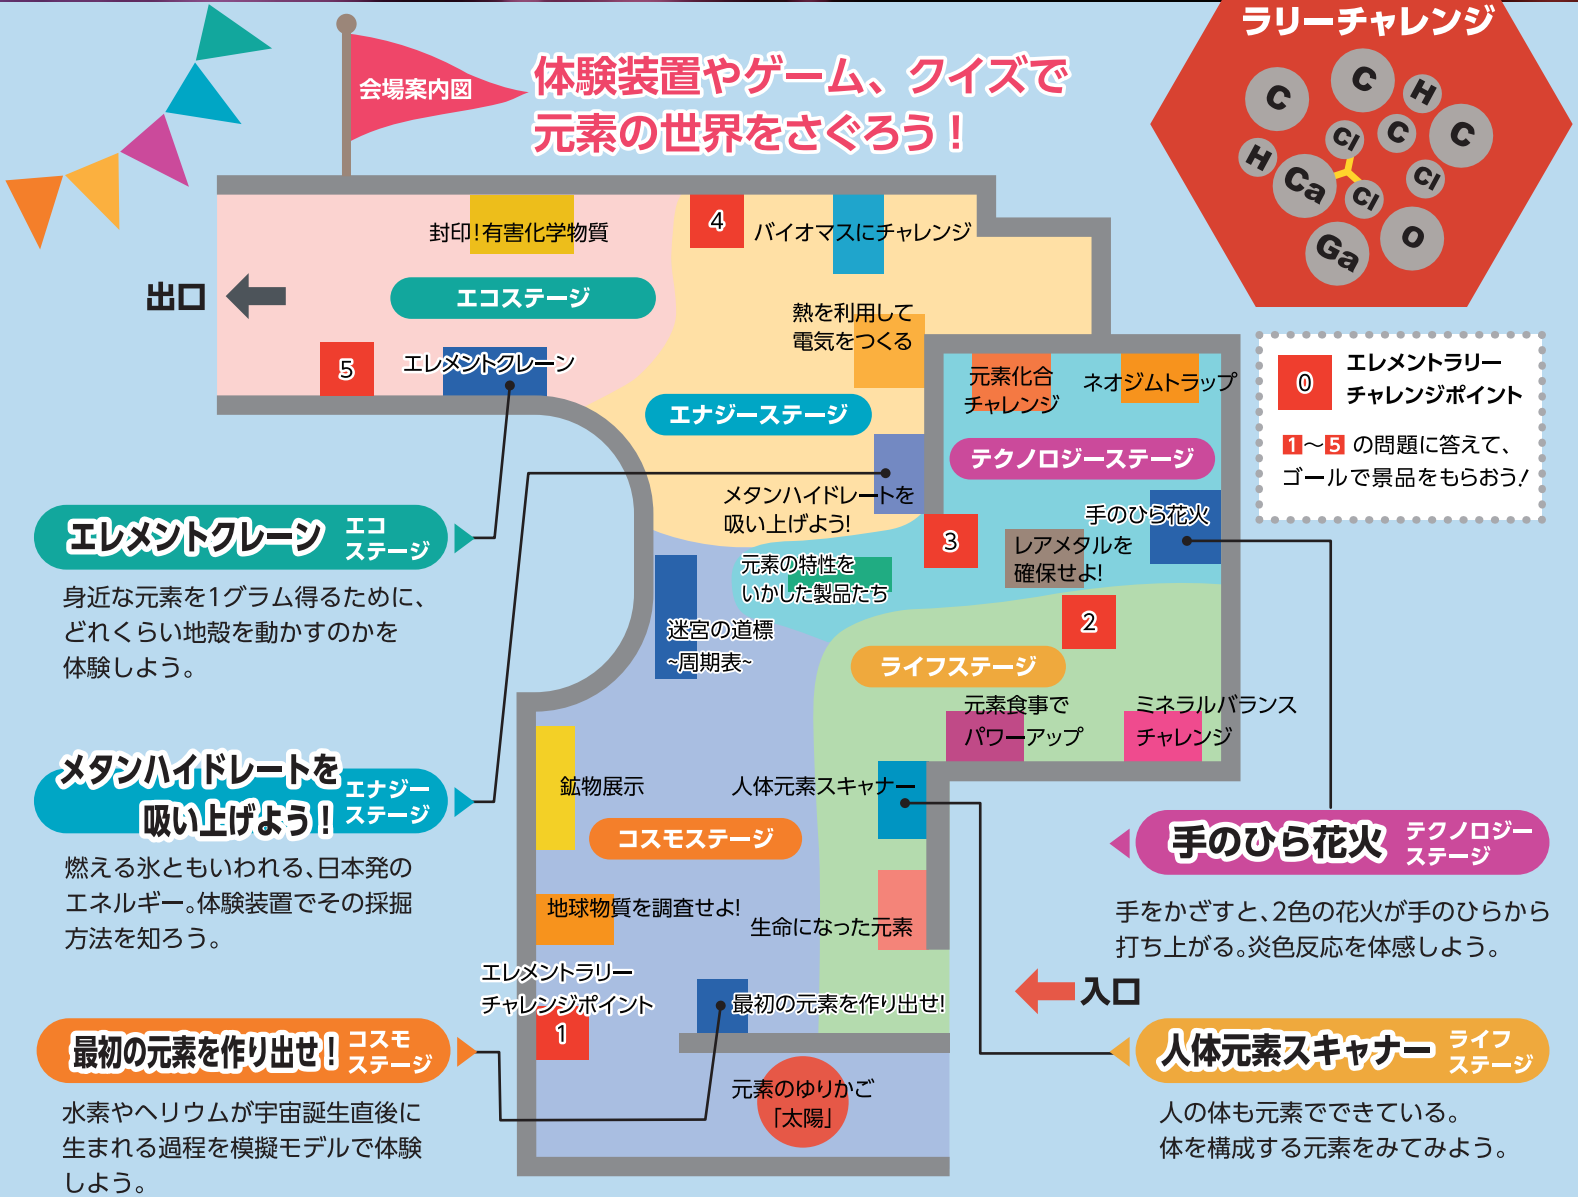 会場案内図
体験装置やゲーム、クイズで
元素の世界をさぐろう！
ラリーチャレンジ
C
C
H
C
Cl
C
H
Ca
Cl
Cl
Ga
O
0
エレメントラリー
チャレンジポイント
1～5 の問題に答えて、
ゴールで景品をもらおう！
封印！有害化学物質
4
バイオマスにチャレンジ
出口
エコステージ
熱を利用して
電気をつくる
5
エレメントクレーン
エナジーステージ
元素化合
チャレンジ
ネオジムトラップ
テクノロジーステージ
メタンハイドレートを
吸い上げよう！
手のひら花火
3
レアメタルを
確保せよ！
元素の特性を
いかした製品たち
2
迷宮の道標
~周期表~
ライフステージ
元素食事で
パワーアップ
ミネラルバランス
チャレンジ
鉱物展示
人体元素スキャナー
コスモステージ
地球物質を調査せよ！
生命になった元素
エレメントラリー
チャレンジポイント
1
最初の元素を作り出せ！
入口
元素のゆりかご
「太陽」
エレメントクレーン
エコ
ステージ
身近な元素を1グラム得るために、
どれくらい地殻を動かすのかを
体験しよう。
メタンハイドレートを
吸い上げよう！
エナジー
ステージ
燃える氷ともいわれる、日本発の
エネルギー。体験装置でその採掘
方法を知ろう。
最初の元素を作り出せ！
コスモ
ステージ
水素やヘリウムが宇宙誕生直後に
生まれる過程を模擬モデルで体験
しよう。
手のひら花火
テクノロジー
ステージ
手をかざすと、2色の花火が手のひらから
打ち上がる。炎色反応を体感しよう。
人体元素スキャナー
ライフ
ステージ
人の体も元素でできている。
体を構成する元素をみてみよう。